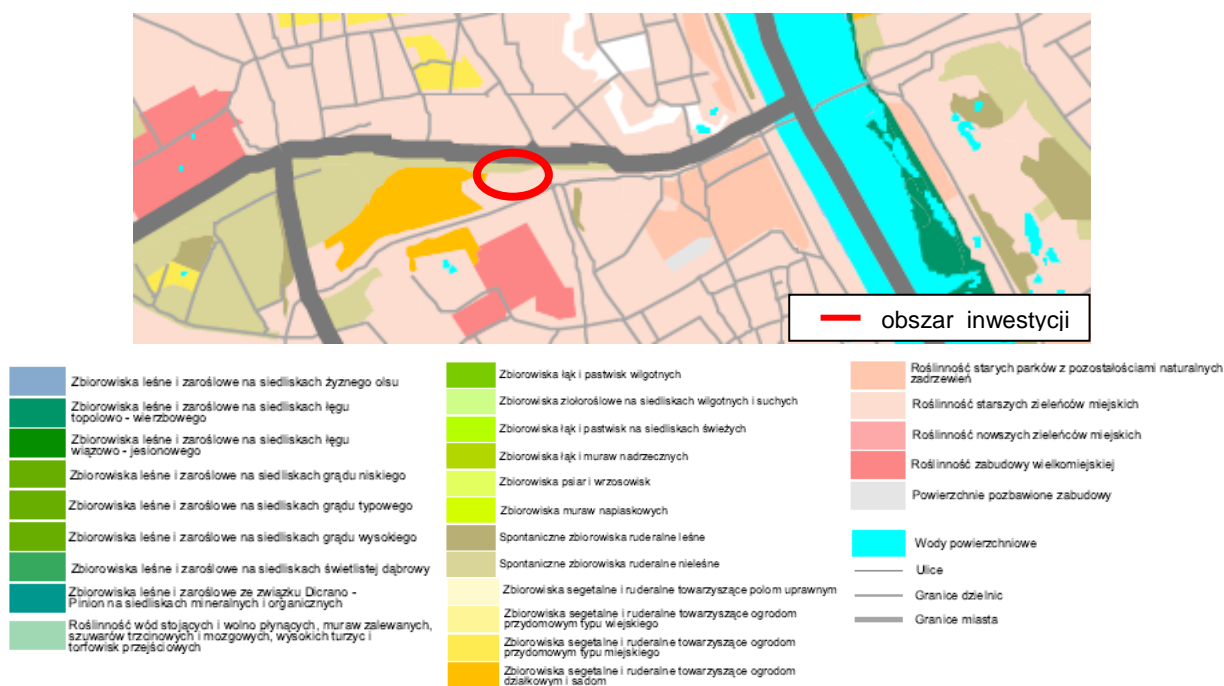 obszar inwestycji
Zbiorowiska leśne i zaroślowe na siedliskach żyznego olsu
Zbiorowiska leśne i zaroślowe na siedliskach łęgu
topolowo - wierzbowego
Zbiorowiska leśne i zaroślowe na siedliskach łęgu
wiązowo - jesionowego
Zbiorowiska leśne i zaroślowe na siedliskach grądu niskiego
Zbiorowiska leśne i zaroślowe na siedliskach grądu typowego
Zbiorowiska leśne i zaroślowe na siedliskach grądu wysokiego
Zbiorowiska leśne i zaroślowe na siedliskach świetlistej dąbrowy
Zbiorowiska leśne i zaroślowe ze związku Dicrano -
Pinion na siedliskach mineralnych i organicznych
Roślinność wód stojących i wolno płynących, muraw zalewanych,
szuwarów trzcinowych i mozgowych, wysokich turzyc i
torfowisk przejściowych
Zbiorowiska łąk i pastwisk wilgotnych
Zbiorowiska ziołoroślowe na siedliskach wilgotnych i suchych
Zbiorowiska łąk i pastwisk na siedliskach świeżych
Zbiorowiska łąk i muraw nadrzecznych
Zbiorowiska psiar i wrzosowisk
Zbiorowiska muraw napiaskowych
Spontaniczne zbiorowiska ruderalne leśne
Spontaniczne zbiorowiska ruderalne nieleśne
Zbiorowiska segetalne i ruderalne towarzyszące polom uprawnym
Zbiorowiska segetalne i ruderalne towarzyszące ogrodom
przydomowym typu wiejskiego
Zbiorowiska segetalne i ruderalne towarzyszące ogrodom
przydomowym typu miejskiego
Zbiorowiska segetalne i ruderalne towarzyszące ogrodom
działkowym i sadom
Roślinność starych parków z pozostałościami naturalnych
zadrzewień
Roślinność starszych zieleńców miejskich
Roślinność nowszych zieleńców miejskich
Roślinność zabudowy wielkomiejskiej
Powierzchnie pozbawione zabudowy
Wody powierzchniowe
Ulice
Granice dzielnic
Granice miasta